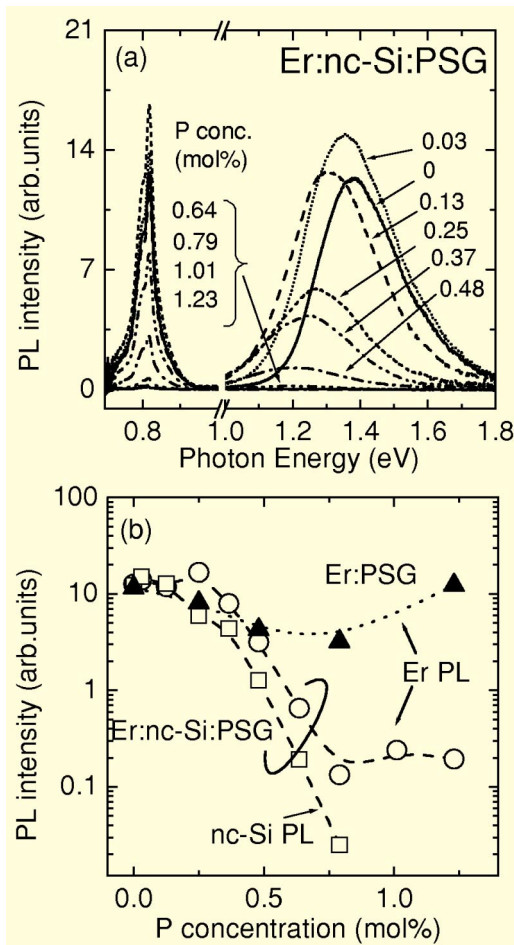 21
(a)
Er:nc-Si:PSG
P conc.
(mol%)
0.64
0.79
1.01
1.23
0.03
0
0.13
0.25
0.37
0.48
14
7
0
PL intensity (arb.units)
0.8
1.0
1.2
1.4
1.6
1.8
Photon Energy (eV)
100
(b)
Er:PSG
10
Er PL
1
Er:nc-Si:PSG
0.1
nc-Si PL
PL intensity (arb.units)
0.0
0.5
1.0
P concentration (mol%)